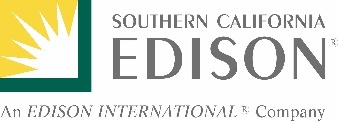 SOUTHERN CALIFORNIA
EDISON®
An EDISON INTERNATIONAL® Company